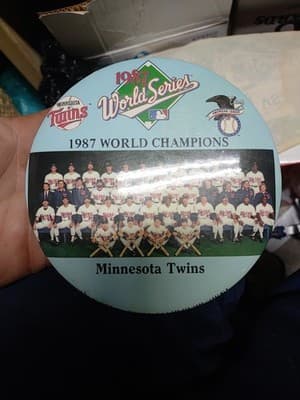 1987
World Series
MINNESOTA
Twins
1987 WORLD CHAMPIONS
Minnesota Twins